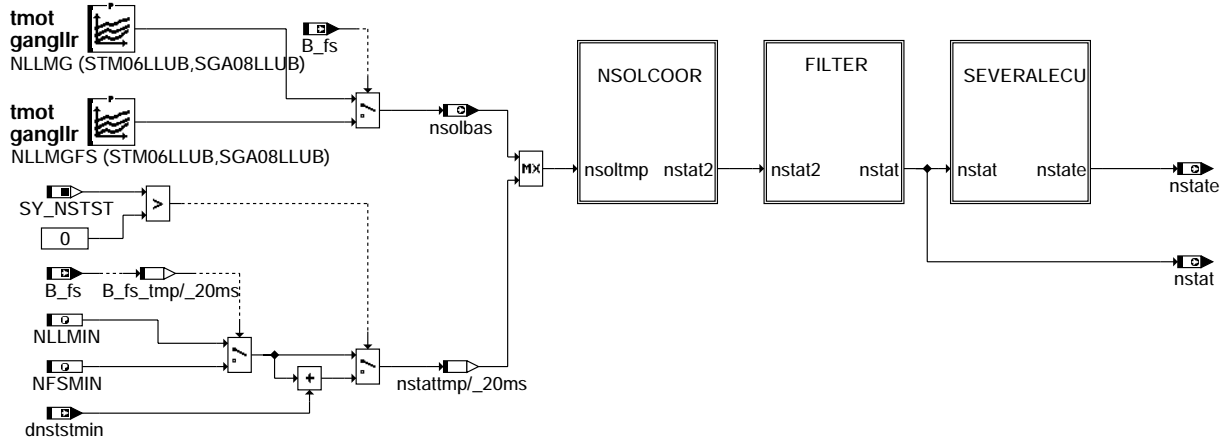 tmot
gangllr
P
NLLMG (STM06LLUB,SGA08LLUB)
B_fs
tmot
gangllr
P
NLLMGFS (STM06LLUB,SGA08LLUB)
nsolbas
MX
NSOLCOOR
nsoltmp nstat2
FILTER
nstat2 nstat
SEVERALECU
nstat nstate
nstate
nstat
SY_NSTST
>
0
B_fs B_fs_tmp/_20ms
NLLMIN
NFSMIN
+
nstattmp/_20ms
dnststmin